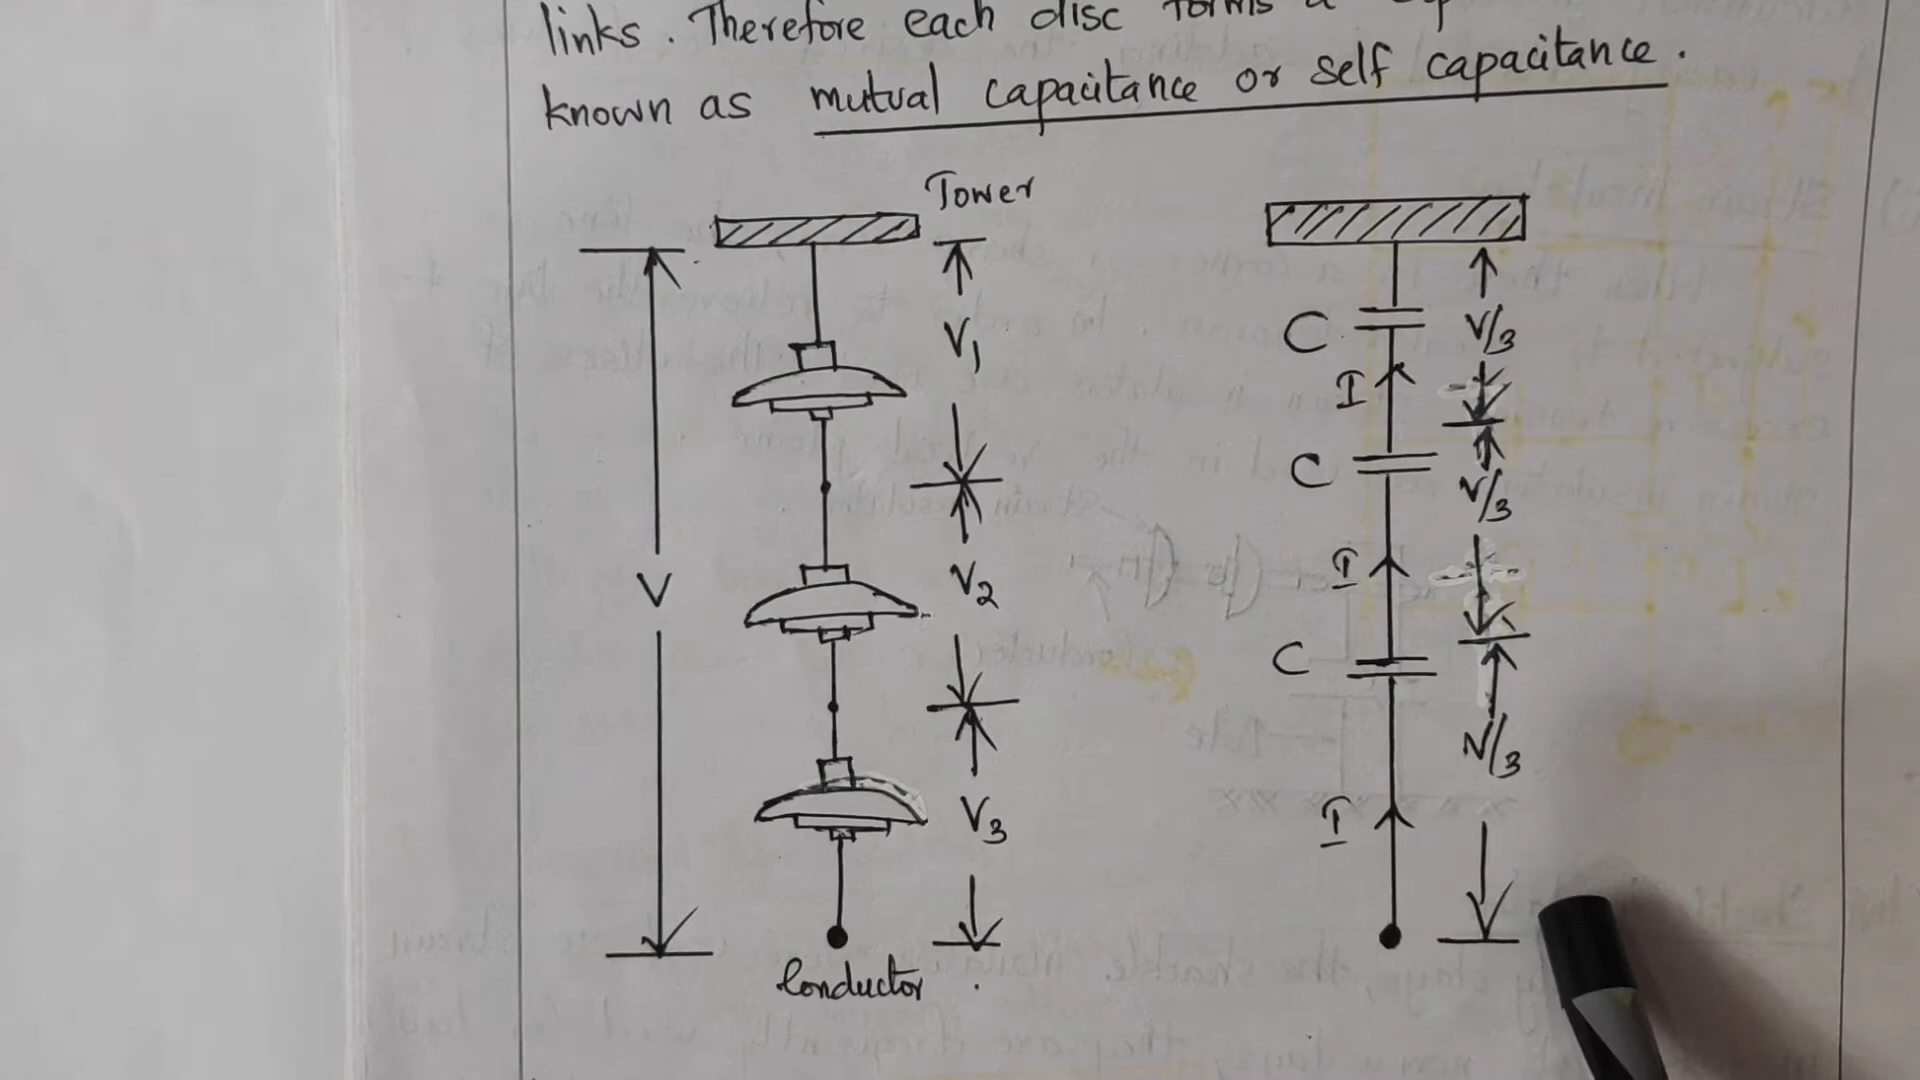 links. Therefore each disc forms a
known as mutual capacitance or self capacitance.
Tower
V
V1
V2
V3
Conductor
C
V/3
I
C
V/3
I
C
V/3
I